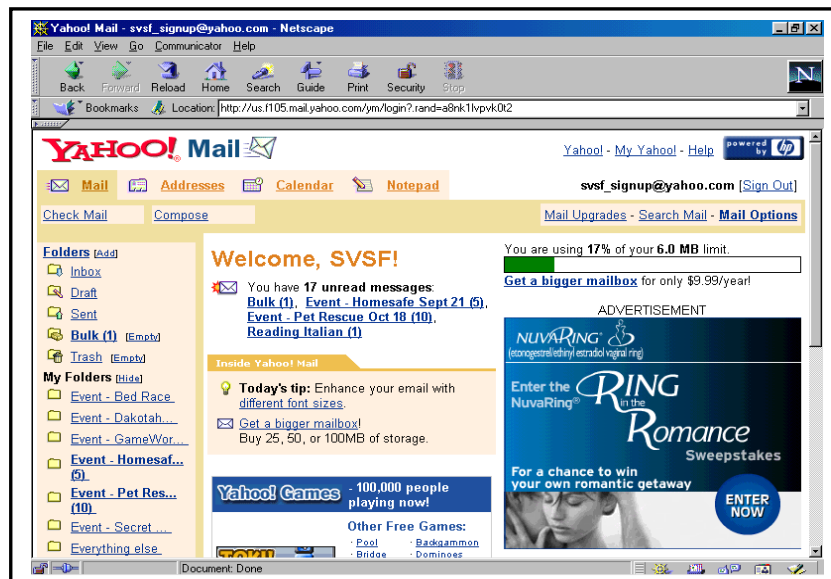 Yahoo! Mail - svsf_signup@yahoo.com - Netscape
File Edit View Go Communicator Help
Back Forward Reload Home Search Guide Print Security Stop
N
Bookmarks Location: http://us.f105.mail.yahoo.com/ym/login?.rand=a8nk1lvpvk0t2
YAHOO! Mail
Yahoo! - My Yahoo! - Help
powered by hp
Mail Addresses Calendar Notepad
svsf_signup@yahoo.com [Sign Out]
Check Mail Compose
Mail Upgrades - Search Mail - Mail Options
Folders [Add]
Inbox
Draft
Sent
Bulk (1) [Empty]
Trash [Empty]
My Folders [Hide]
Event - Bed Race
Event - Dakotah...
Event - GameWor...
Event - Homesaf...
(5)
Event - Pet Res...
(10)
Event - Secret ...
Everything else
Welcome, SVSF!
You have 17 unread messages:
Bulk (1), Event - Homesafe Sept 21 (5),
Event - Pet Rescue Oct 18 (10),
Reading Italian (1)
Inside Yahoo! Mail
Today's tip: Enhance your email with
different font sizes.
Get a bigger mailbox!
Buy 25, 50, or 100MB of storage.
Yahoo! Games
- 100,000 people
playing now!
Other Free Games:
· Pool · Backgammon
· Bridge · Dominoes
TOKU
You are using 17% of your 6.0 MB limit.
Get a bigger mailbox for only $9.99/year!
ADVERTISEMENT
NUVARING®
(etonogestrel/ethinyl estradiol vaginal ring)
Enter the
NuvaRing®
RING
in the
Romance
Sweepstakes
For a chance to win
your own romantic getaway
ENTER
NOW
Document: Done